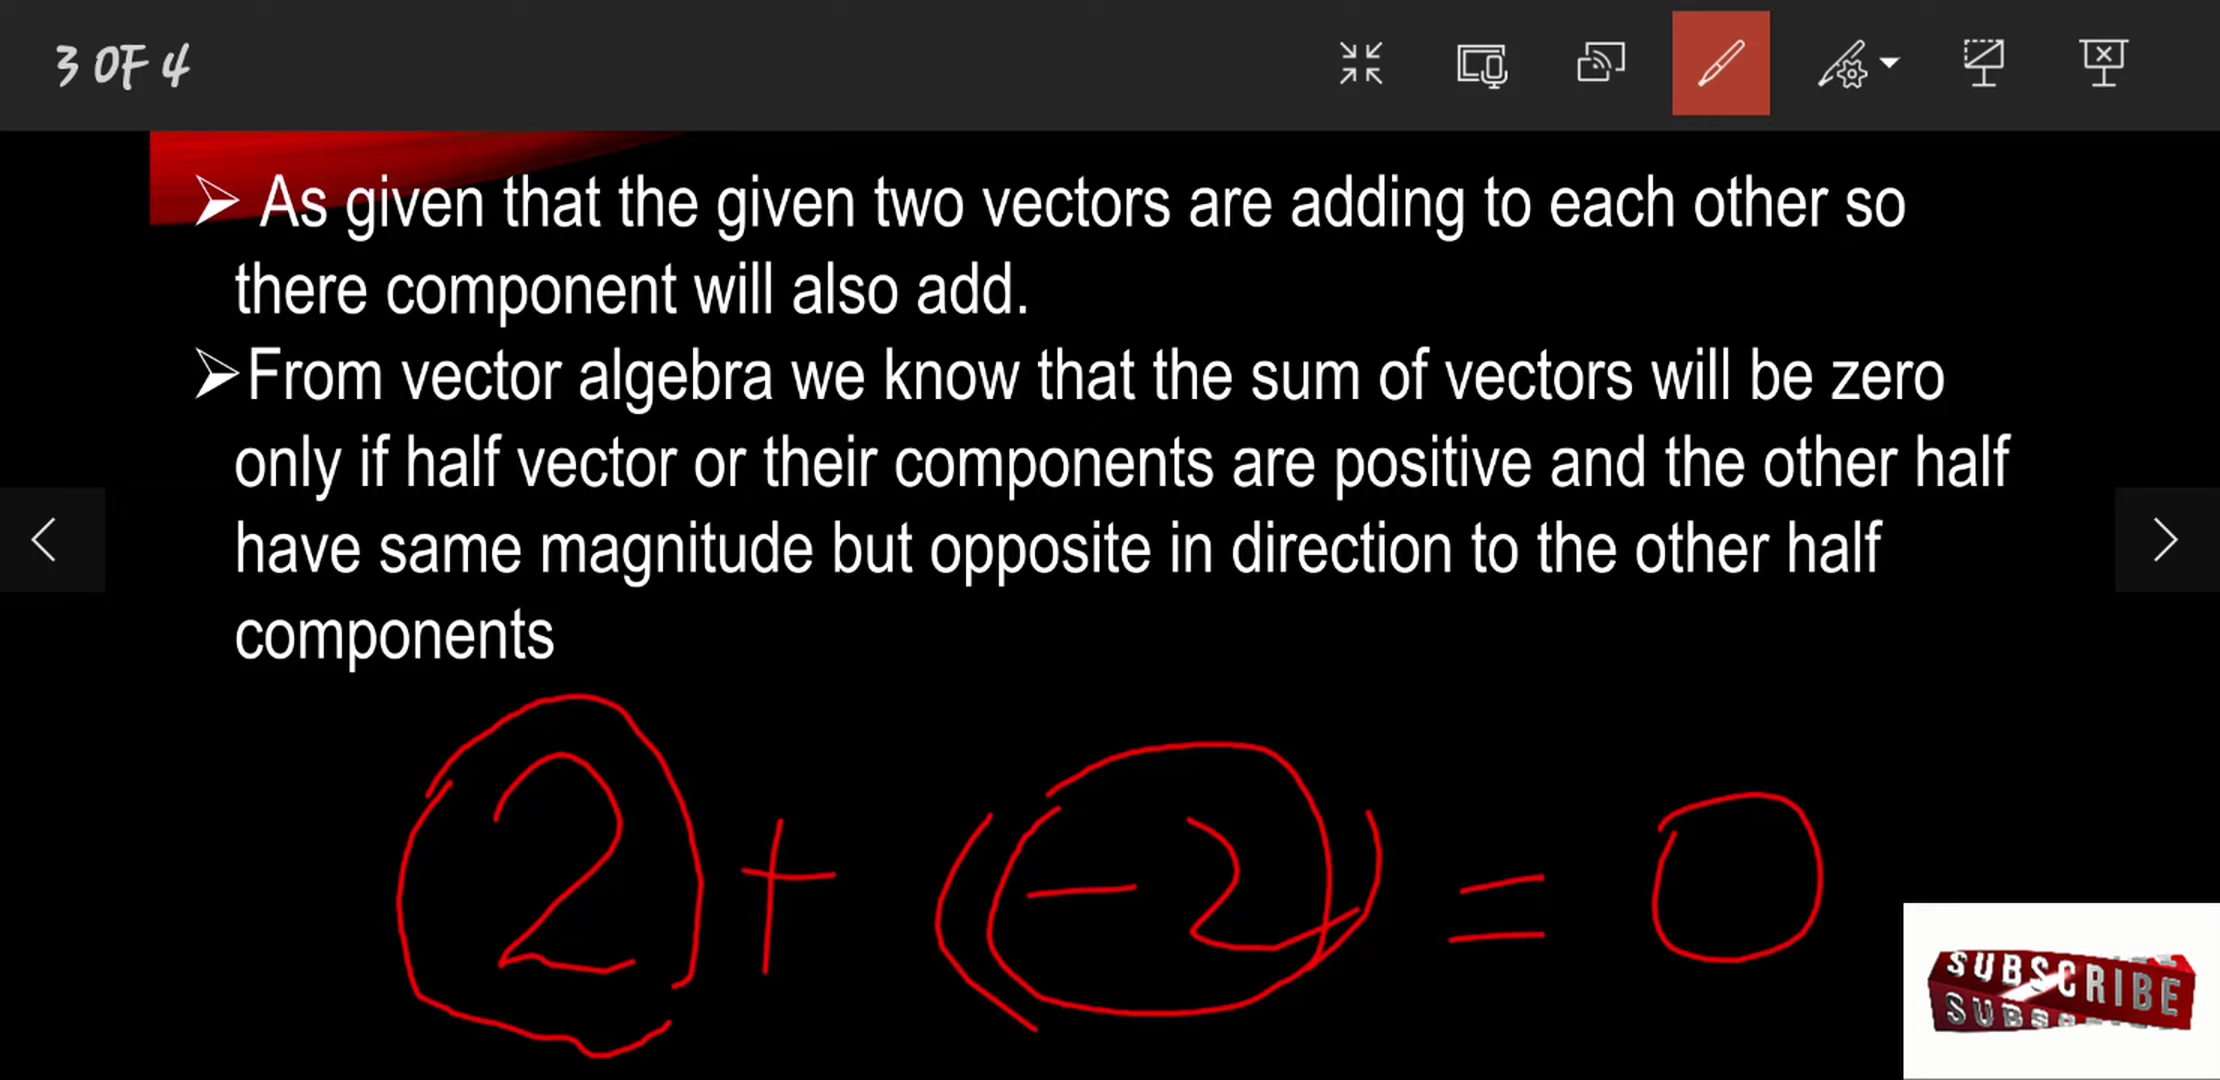 3 OF 4
➢ As given that the given two vectors are adding to each other so
there component will also add.
➢From vector algebra we know that the sum of vectors will be zero
only if half vector or their components are positive and the other half
have same magnitude but opposite in direction to the other half
components
2 + (-2) = 0
SUBSCRIBE